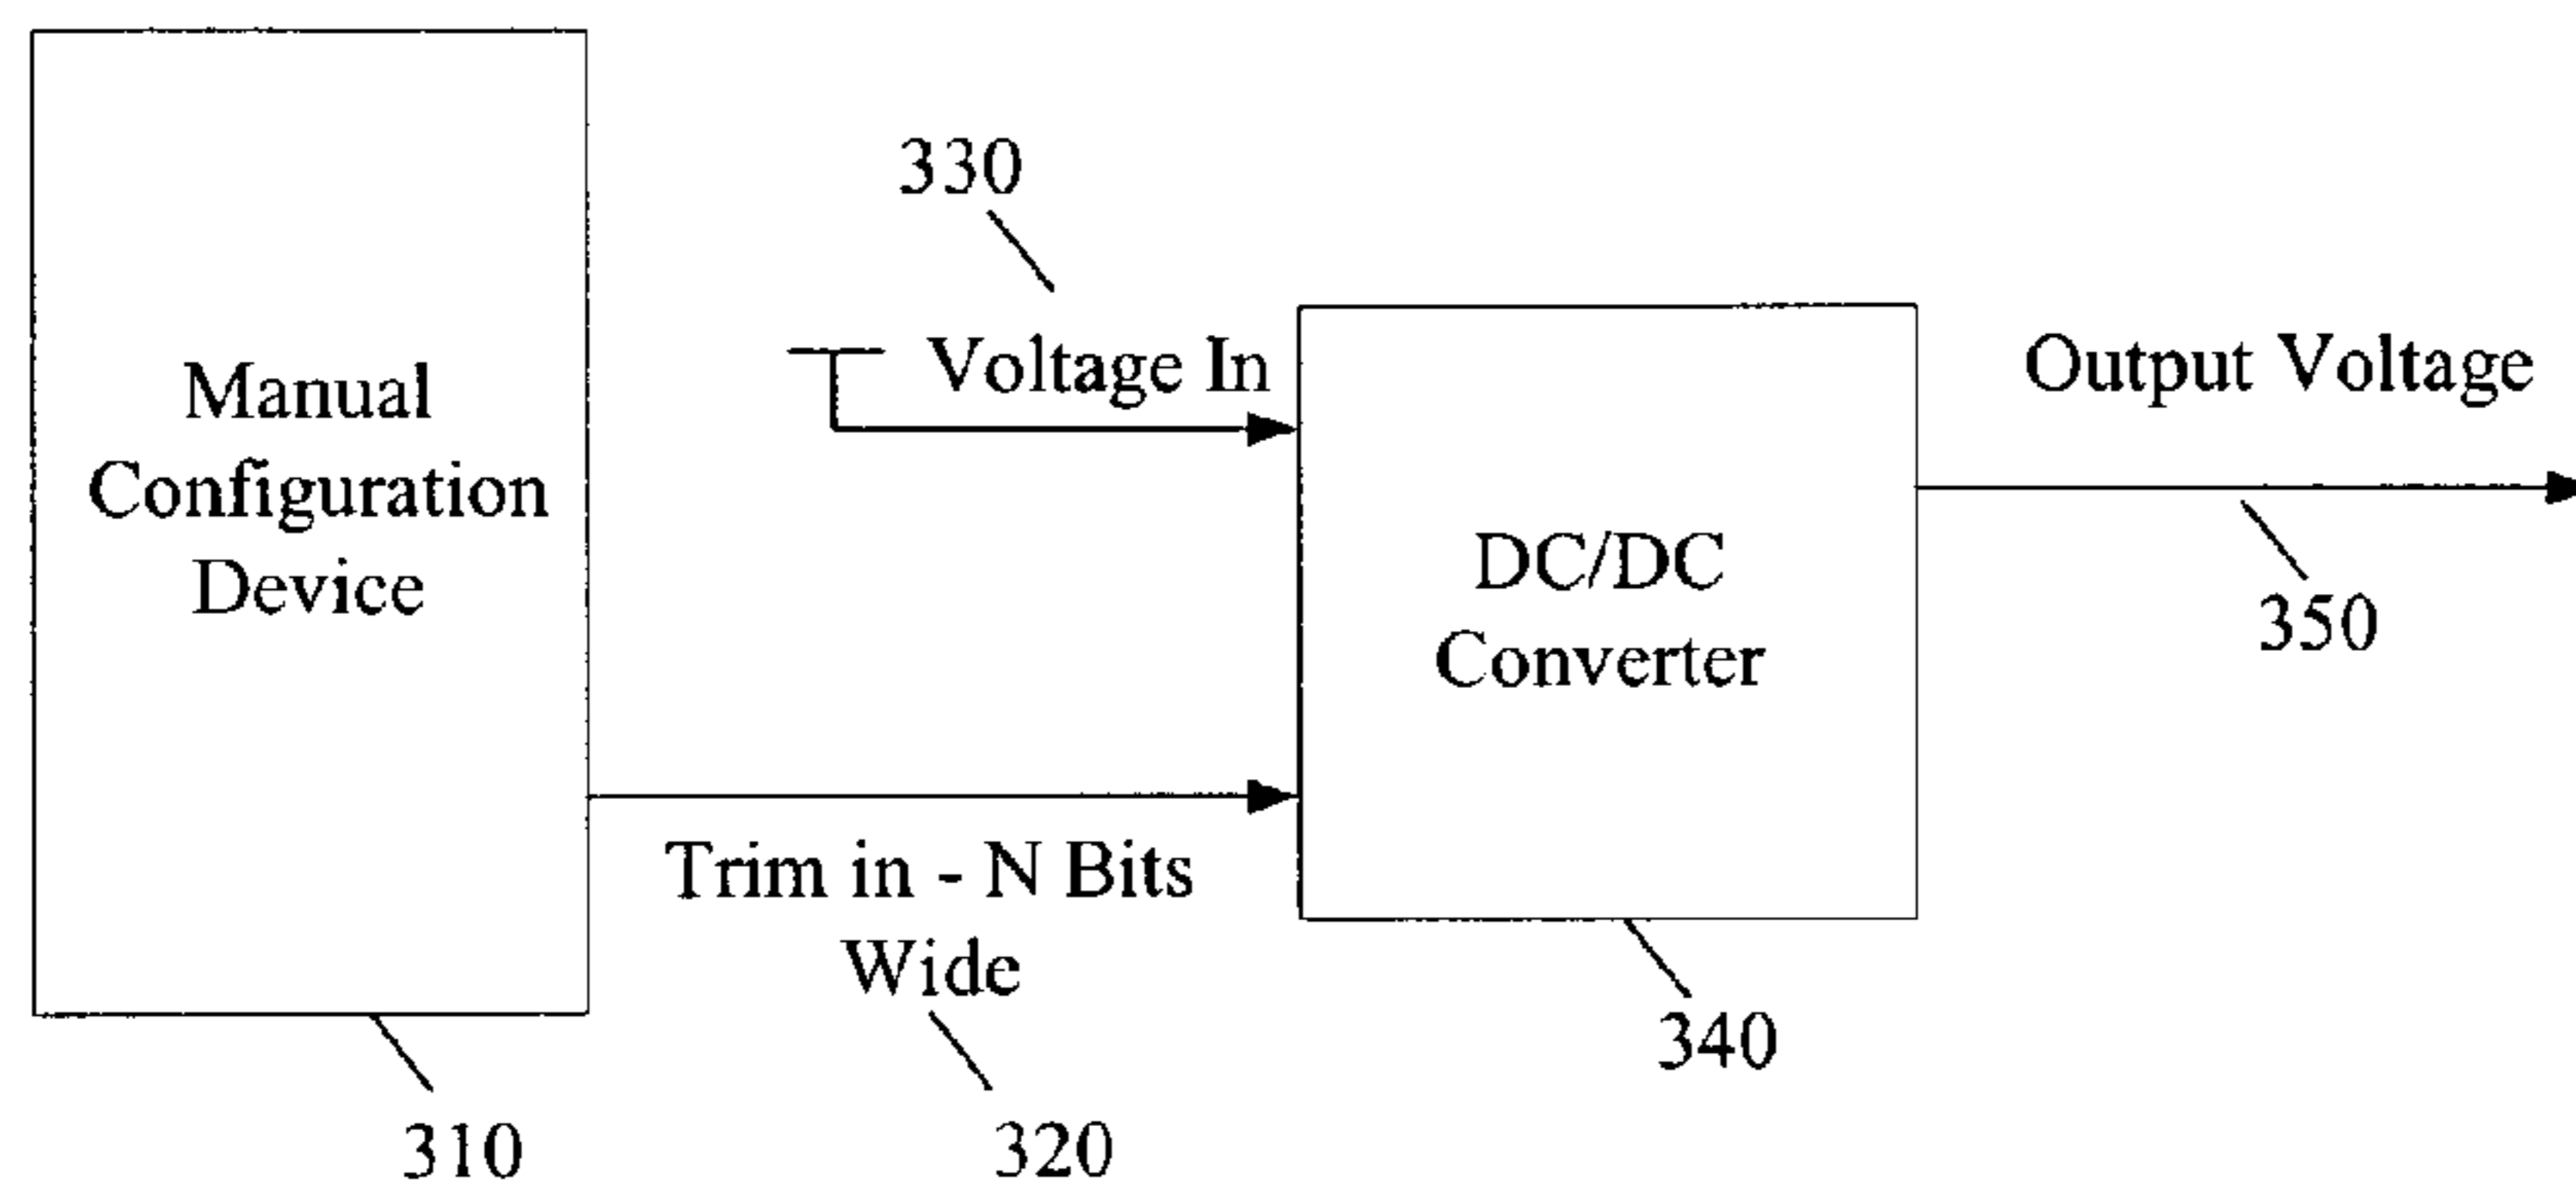 Manual
Configuration
Device
310
330
Voltage In
Trim in - N Bits
Wide
320
DC/DC
Converter
340
Output Voltage
350